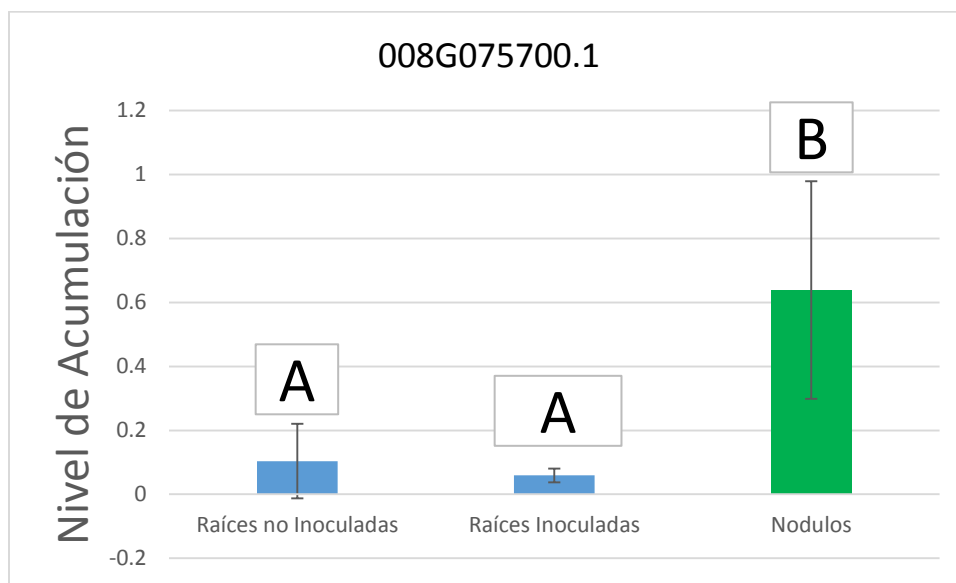 008G075700.1
Nivel de Acumulación
1.2
1
0.8
0.6
0.4
0.2
0
-0.2
A
A
B
Raíces no Inoculadas
Raíces Inoculadas
Nodulos